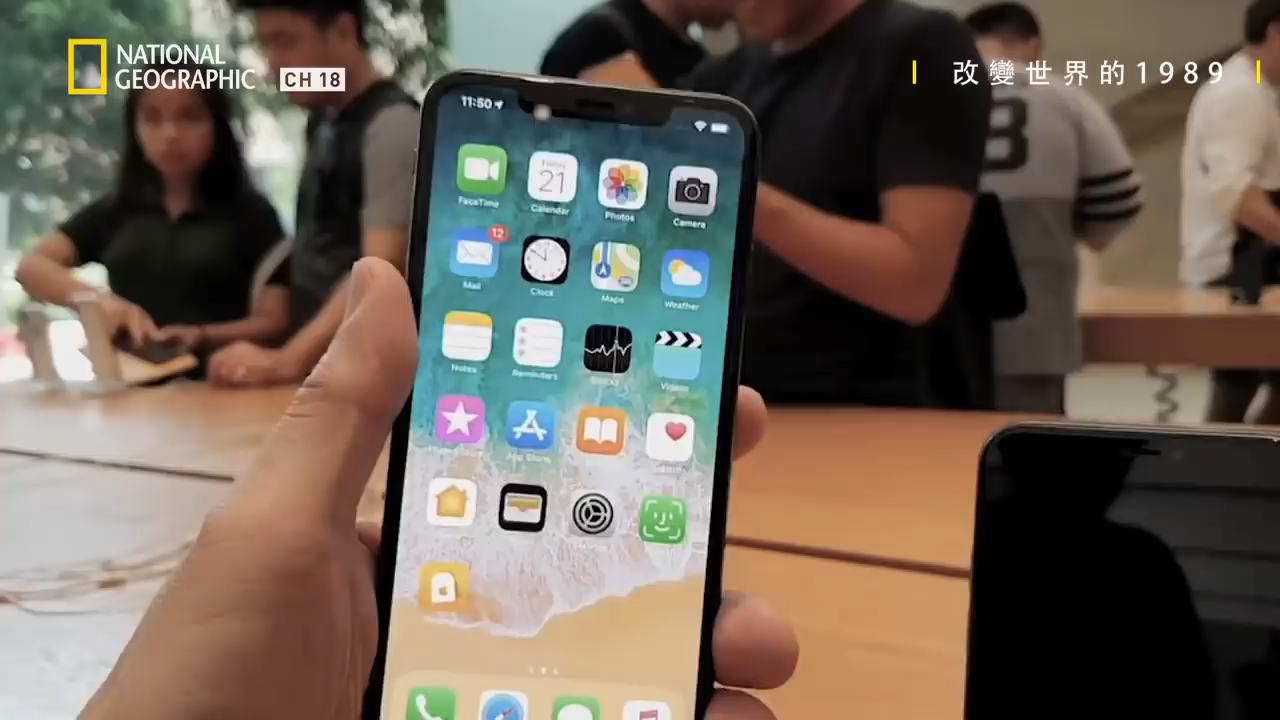 NATIONAL
GEOGRAPHIC
CH 18
改變世界的1989
B
11:50
FaceTime
Friday
21
Calendar
Photos
Camera
12
Mail
Clock
Maps
Weather
Notes
Reminders
Stocks
Videos
App Store